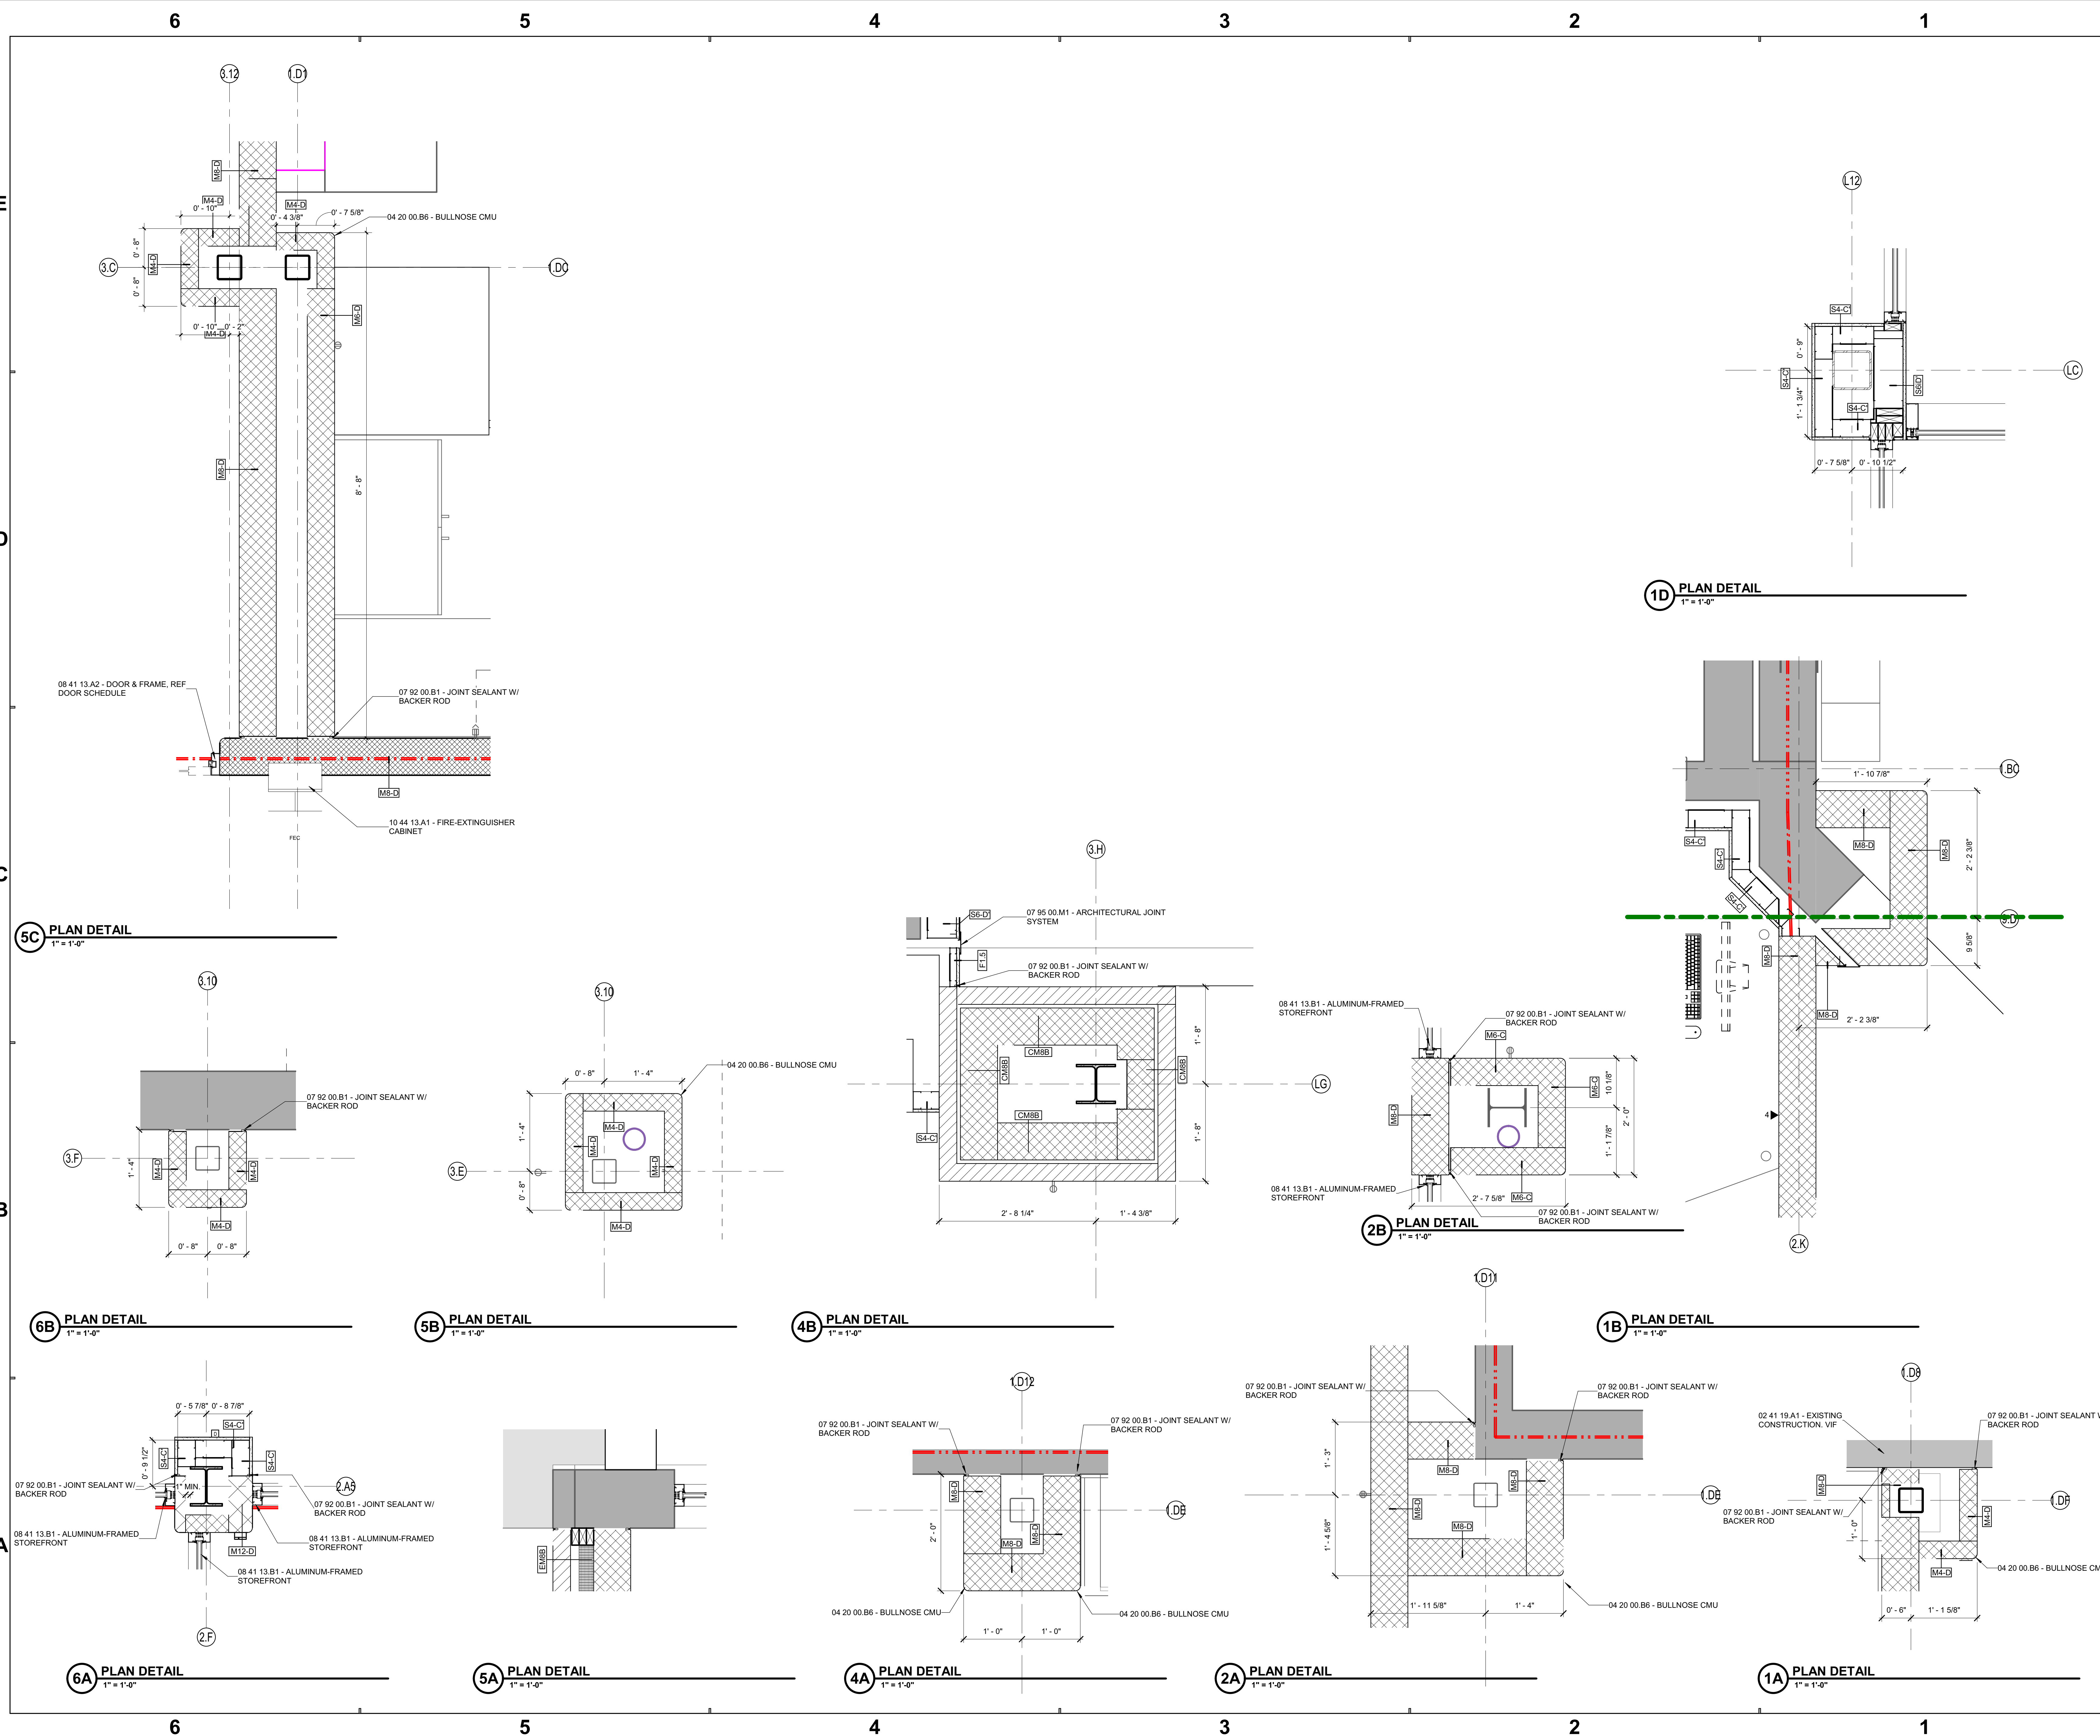 6 5 4 3 2 1
3.12
1.D1
M8-D
M4-D
0' - 10"
M4-D
0' - 4 3/8"
0' - 7 5/8"
04 20 00.B6 - BULLNOSE CMU
0' - 8"
0' - 8"
3.C
M4-D
1.DC
0' - 10"
0' - 2"
M4-D
M6-D
M8-D
8' - 8"
08 41 13.A2 - DOOR & FRAME, REF
DOOR SCHEDULE
07 92 00.B1 - JOINT SEALANT W/
BACKER ROD
M8-D
10 44 13.A1 - FIRE-EXTINGUISHER
CABINET
FEC
5C
PLAN DETAIL
1" = 1'-0"
L12
S4-C'
0' - 9"
S4-C'
LC
S6D'
1' - 1 3/4"
S4-C'
0' - 7 5/8"
0' - 10 1/2"
1D
PLAN DETAIL
1" = 1'-0"
E
D
C
B
A
1.BC
1' - 10 7/8"
M8-D
M8-D
2' - 2 3/8"
S4-C'
S4-C'
S4-C'
9.D
9 5/8"
M8-D
M8-D
2' - 2 3/8"
4
2.K
1B
PLAN DETAIL
1" = 1'-0"
3.10
07 92 00.B1 - JOINT SEALANT W/
BACKER ROD
3.F
1' - 4"
M4-D
M4-D
M4-D
0' - 8"
0' - 8"
6B
PLAN DETAIL
1" = 1'-0"
3.10
0' - 8"
1' - 4"
04 20 00.B6 - BULLNOSE CMU
1' - 4"
M4-D
M4-D
M4-D
3.E
0' - 8"
M4-D
5B
PLAN DETAIL
1" = 1'-0"
3.H
S6-D'
07 95 00.M1 - ARCHITECTURAL JOINT
SYSTEM
F1.5
07 92 00.B1 - JOINT SEALANT W/
BACKER ROD
1' - 8"
CM8B
CM8B
CM8B
LG
CM8B
S4-C'
1' - 8"
2' - 8 1/4"
1' - 4 3/8"
4B
PLAN DETAIL
1" = 1'-0"
08 41 13.B1 - ALUMINUM-FRAMED
STOREFRONT
07 92 00.B1 - JOINT SEALANT W/
BACKER ROD
M6-C
M6-C
10 1/8"
2' - 0"
M8-D
1' - 1 7/8"
08 41 13.B1 - ALUMINUM-FRAMED
STOREFRONT
2' - 7 5/8"
M6-C
07 92 00.B1 - JOINT SEALANT W/
BACKER ROD
2B
PLAN DETAIL
1" = 1'-0"
0' - 5 7/8"
0' - 8 7/8"
S4-C'
D
0' - 9 1/2"
S4-C'
S4-C'
07 92 00.B1 - JOINT SEALANT W/
BACKER ROD
1" MIN.
2.A5
07 92 00.B1 - JOINT SEALANT W/
BACKER ROD
08 41 13.B1 - ALUMINUM-FRAMED
STOREFRONT
08 41 13.B1 - ALUMINUM-FRAMED
STOREFRONT
M12-D
08 41 13.B1 - ALUMINUM-FRAMED
STOREFRONT
2.F
6A
PLAN DETAIL
1" = 1'-0"
EM8B
5A
PLAN DETAIL
1" = 1'-0"
1.D12
07 92 00.B1 - JOINT SEALANT W/
BACKER ROD
07 92 00.B1 - JOINT SEALANT W/
BACKER ROD
M8-D
1.DE
2' - 0"
M8-D
M8-D
04 20 00.B6 - BULLNOSE CMU
04 20 00.B6 - BULLNOSE CMU
1' - 0"
1' - 0"
4A
PLAN DETAIL
1" = 1'-0"
1.D11
07 92 00.B1 - JOINT SEALANT W/
BACKER ROD
07 92 00.B1 - JOINT SEALANT W/
BACKER ROD
1' - 3"
M8-D
M8-D
1.DE
M8-D
M8-D
1' - 4 5/8"
1' - 11 5/8"
1' - 4"
04 20 00.B6 - BULLNOSE CMU
2A
PLAN DETAIL
1" = 1'-0"
1.D8
02 41 19.A1 - EXISTING
CONSTRUCTION. VIF
07 92 00.B1 - JOINT SEALANT
BACKER ROD
M8-D
1.DF
07 92 00.B1 - JOINT SEALANT W/
BACKER ROD
1' - 0"
M4-D
M4-D
04 20 00.B6 - BULLNOSE
0' - 6"
1' - 1 5/8"
1A
PLAN DETAIL
1" = 1'-0"
6 5 4 3 2 1